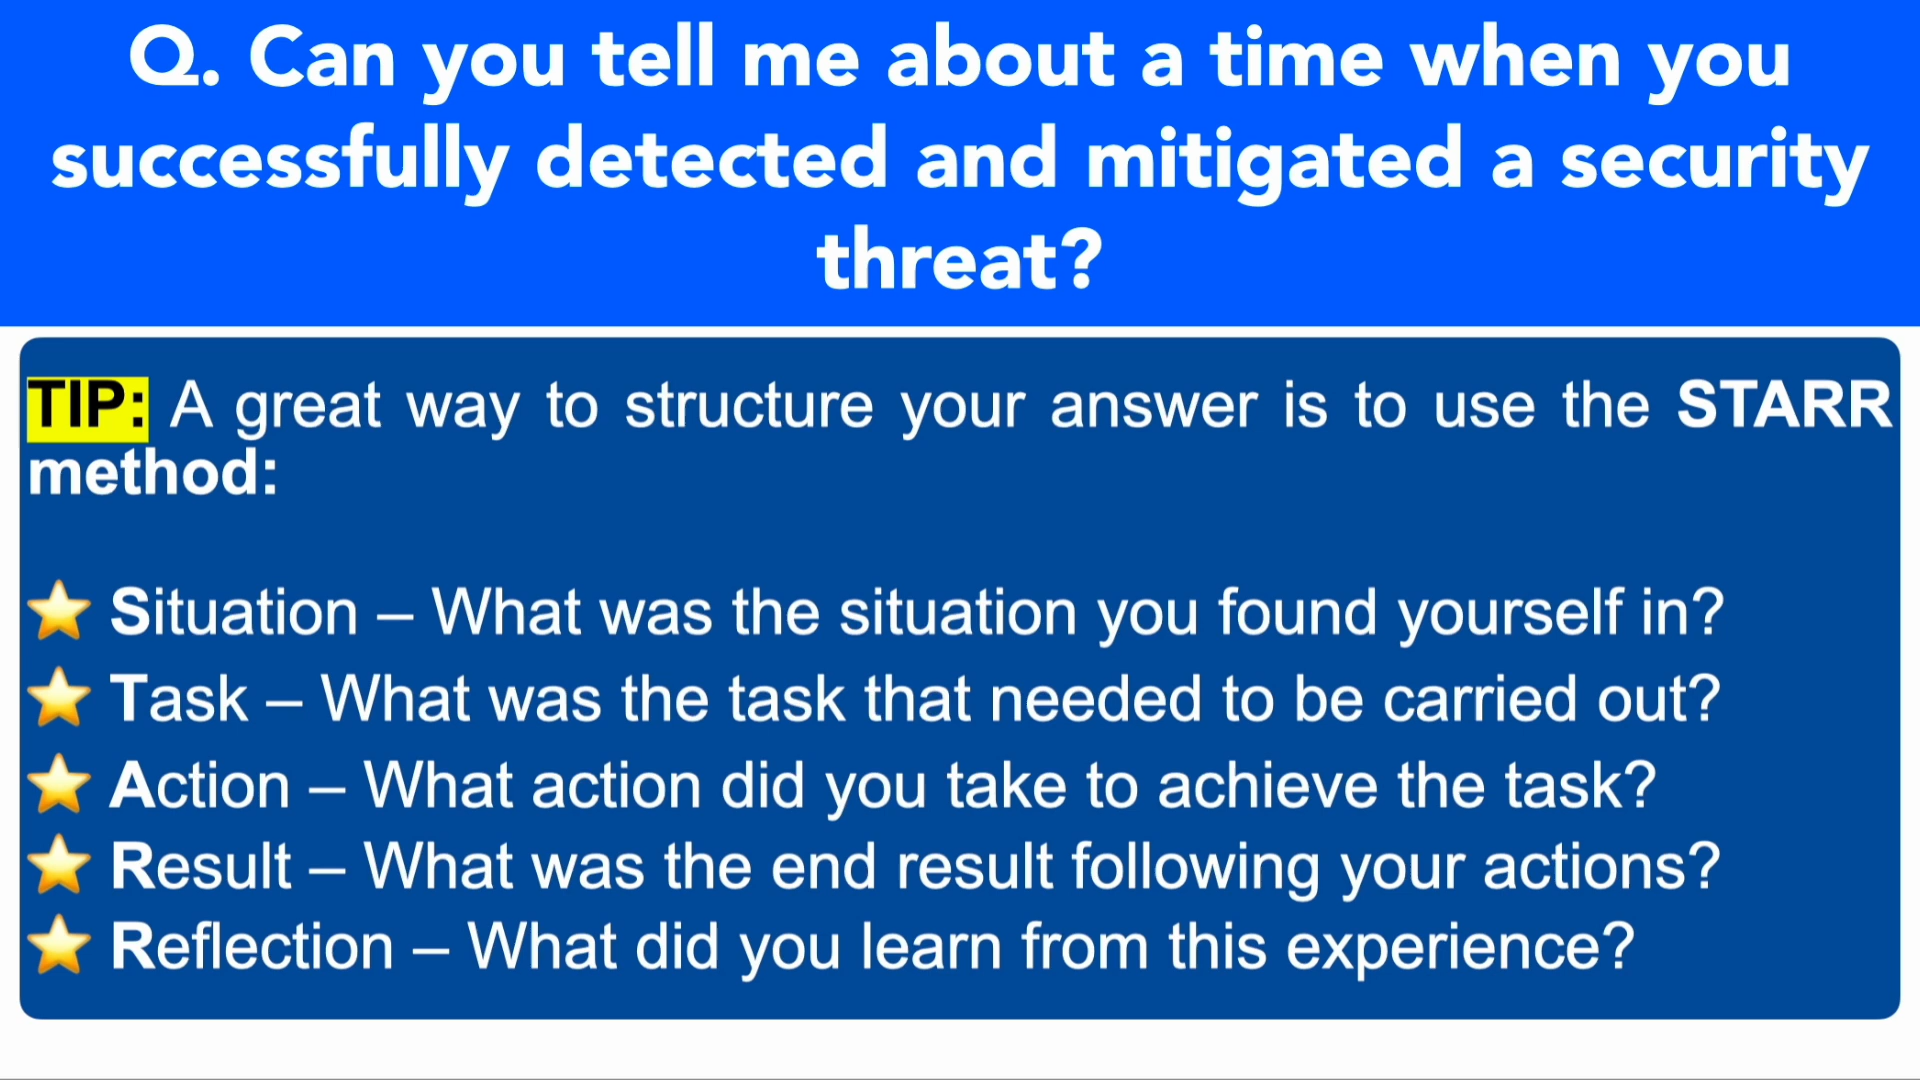 Q. Can you tell me about a time when you
successfully detected and mitigated a security
threat?
TIP: A great way to structure your answer is to use the STARR
method:
Situation – What was the situation you found yourself in?
Task – What was the task that needed to be carried out?
Action – What action did you take to achieve the task?
Result – What was the end result following your actions?
Reflection – What did you learn from this experience?